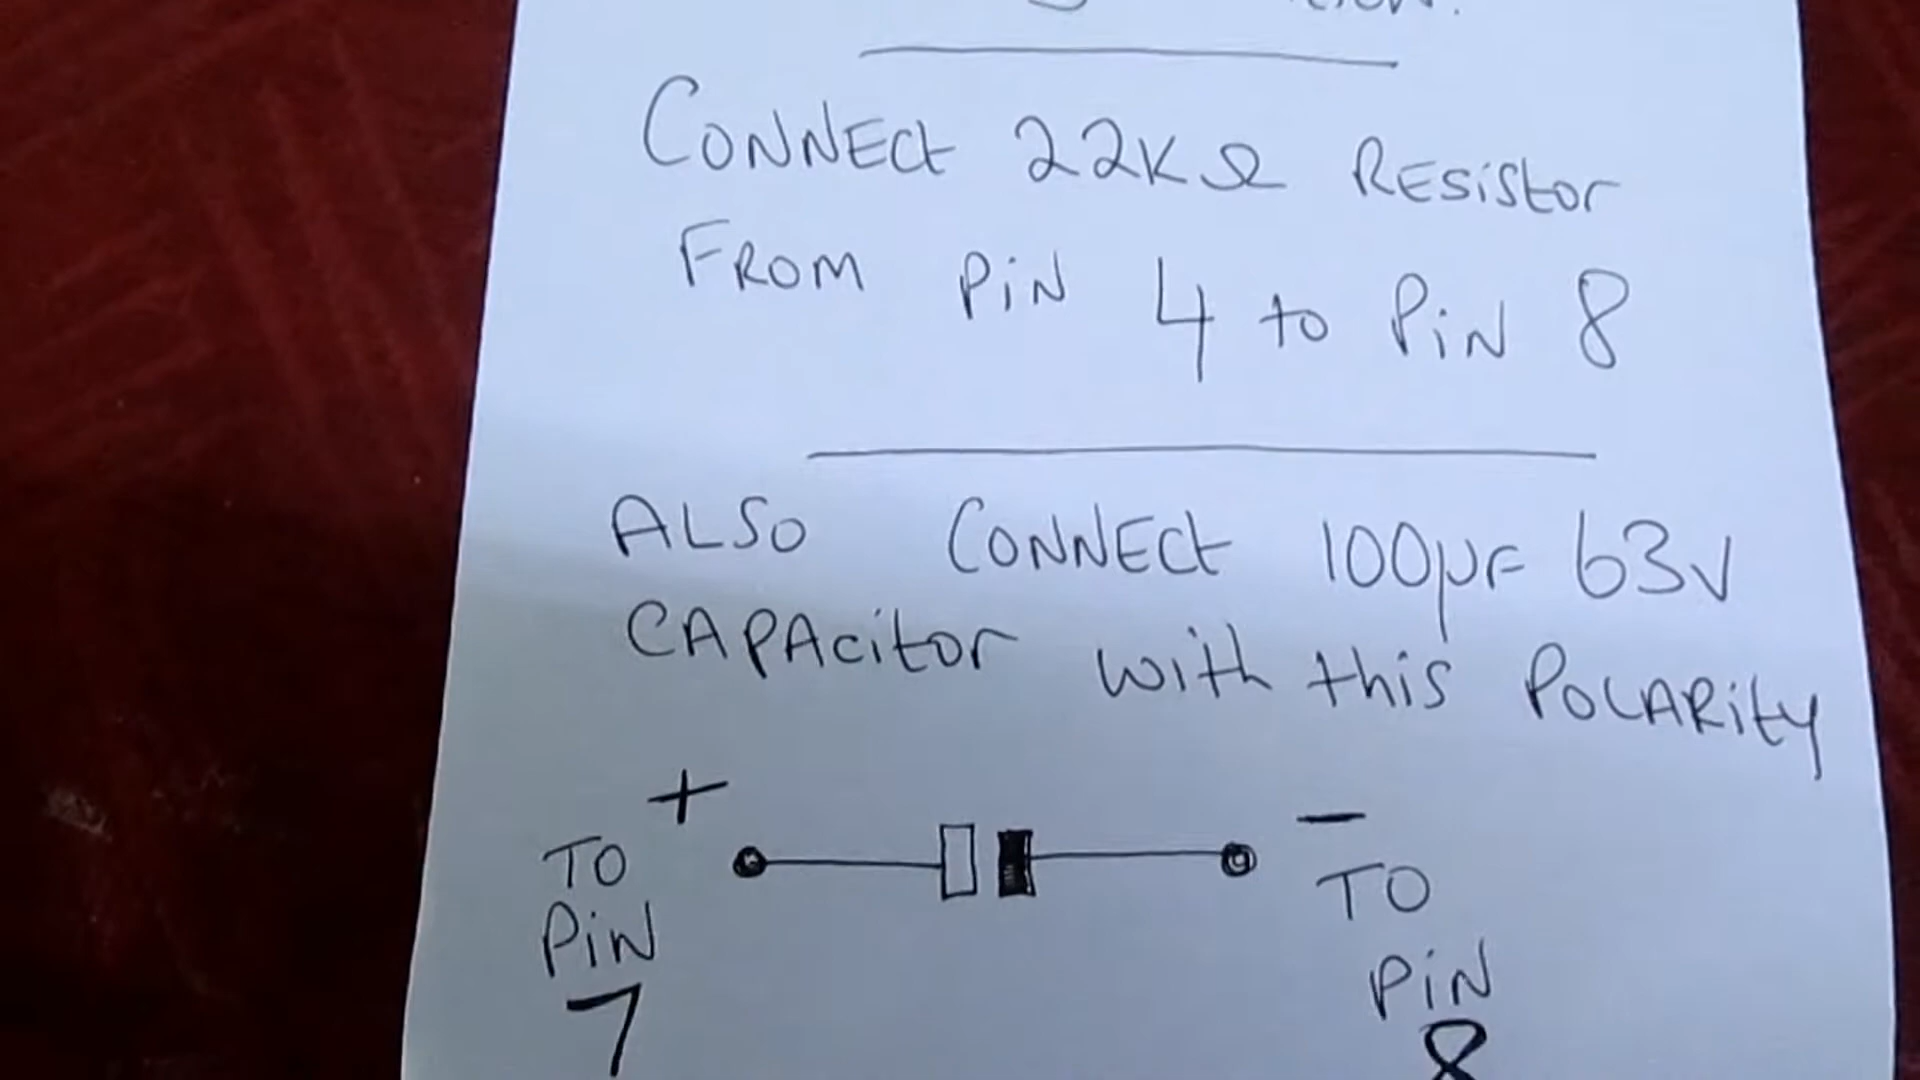 CONNECt 22KΩ RESiStor
FROM PiN 4 to PiN 8
ALSO CONNECt 100µF 63V
CAPAcitor with this POLARity
+
TO
PiN
7
−
TO
PiN
8